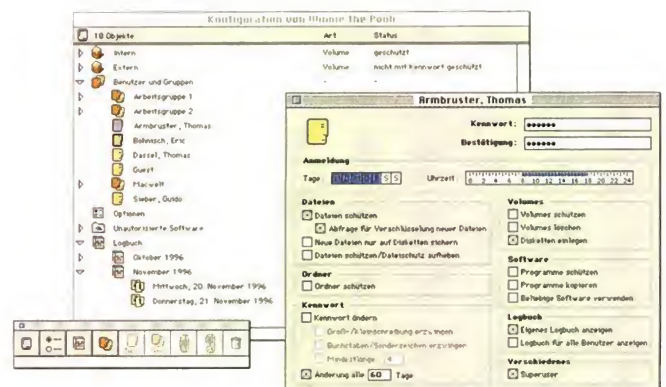 Konfiguration von Winnie the Pooh
18 Objekte Art Status
Intern Volume geschützt
Extern Volume nicht mit Kennwort geschützt
Benutzer und Gruppen - -
Arbeitsgruppe 1
Arbeitsgruppe 2
Armbruster, Thomas
Bohnisch, Eric
Dassel, Thomas
Guest
Macwelt
Sieber, Guido
Optionen
Unautorisierte Software
Logbuch
Oktober 1996
November 1996
Mittwoch, 20. November 1996
Donnerstag, 21. November 1996
Armbruster, Thomas
Kennwort: ●●●●●●
Bestätigung: ●●●●●●
Anmeldung
Tage: S S Uhrzeit: 0 2 4 6 8 10 12 14 16 18 20 22 24
Dateien
Dateien schützen
Abfrage für Verschlüsselung neuer Dateien
Neue Dateien nur auf Disketten sichern
Dateien schützen/Dateischutz aufheben
Ordner
Ordner schützen
Kennwort
Kennwort ändern
Groß-/Kleinschreibung erzwingen
Buchstaben/Sonderzeichen erzwingen
Mindestlänge: 4
Änderung alle 60 Tage
Volumes
Volumes schützen
Volumes löschen
Disketten einlegen
Software
Programme schützen
Programme kopieren
Beliebige Software verwenden
Logbuch
Eigenes Logbuch anzeigen
Logbuch für alle Benutzer anzeigen
Verschiedenes
Superuser